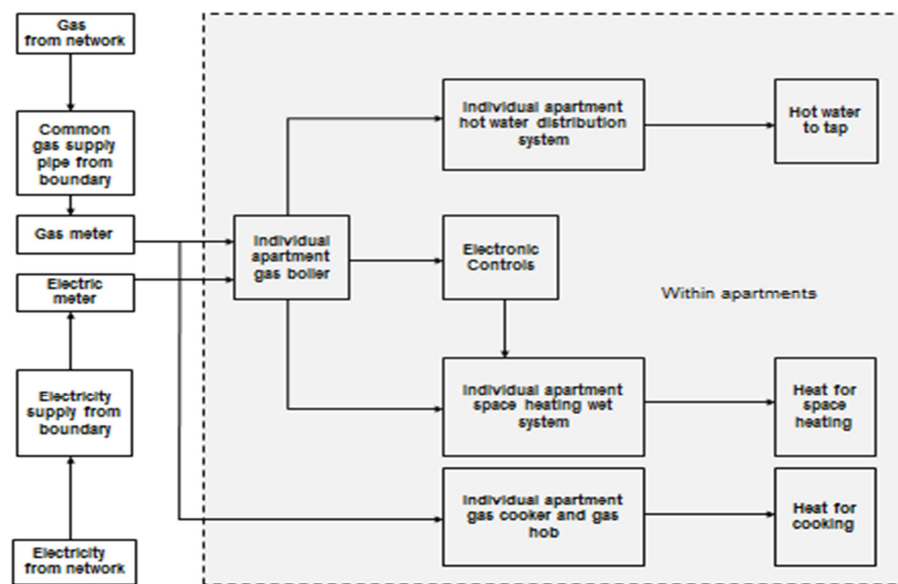 Gas
from network
Common
gas supply
pipe from
boundary
Gas meter
Electric
meter
Electricity
supply from
boundary
Electricity
from network
Individual
apartment
gas boiler
Individual apartment
hot water distribution
system
Hot water
to tap
Electronic
Controls
Within apartments
Individual apartment
space heating wet
system
Heat for
space
heating
Individual apartment
gas cooker and gas
hob
Heat for
cooking